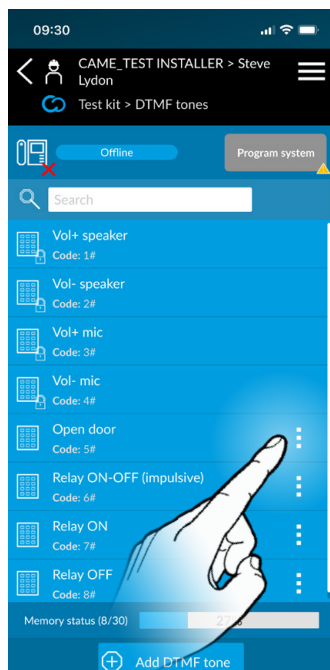 09:30
CAME_TEST INSTALLER > Steve
Lydon
Test kit > DTMF tones
Offline
Program system
Search
Vol+ speaker
Code: 1#
Vol- speaker
Code: 2#
Vol+ mic
Code: 3#
Vol- mic
Code: 4#
Open door
Code: 5#
Relay ON-OFF (impulsive)
Code: 6#
Relay ON
Code: 7#
Relay OFF
Code: 8#
Memory status (8/30)
27%
Add DTMF tone